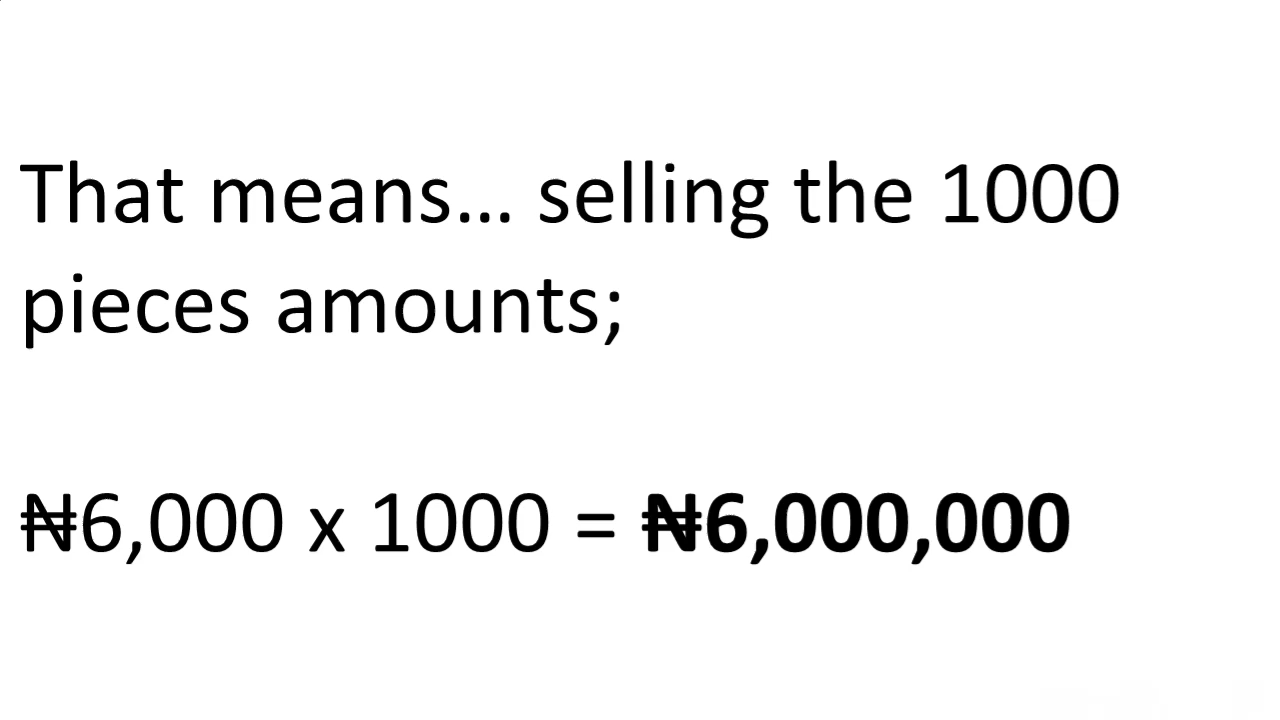 That means… selling the 1000
pieces amounts;
₦6,000 x 1000 = ₦6,000,000